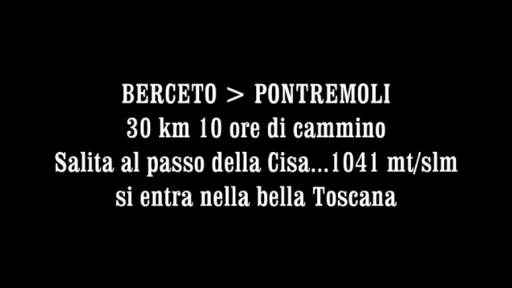 BERCETO > PONTREMOLI
30 km 10 ore di cammino
Salita al passo della Cisa...1041 mt/slm
si entra nella bella Toscana